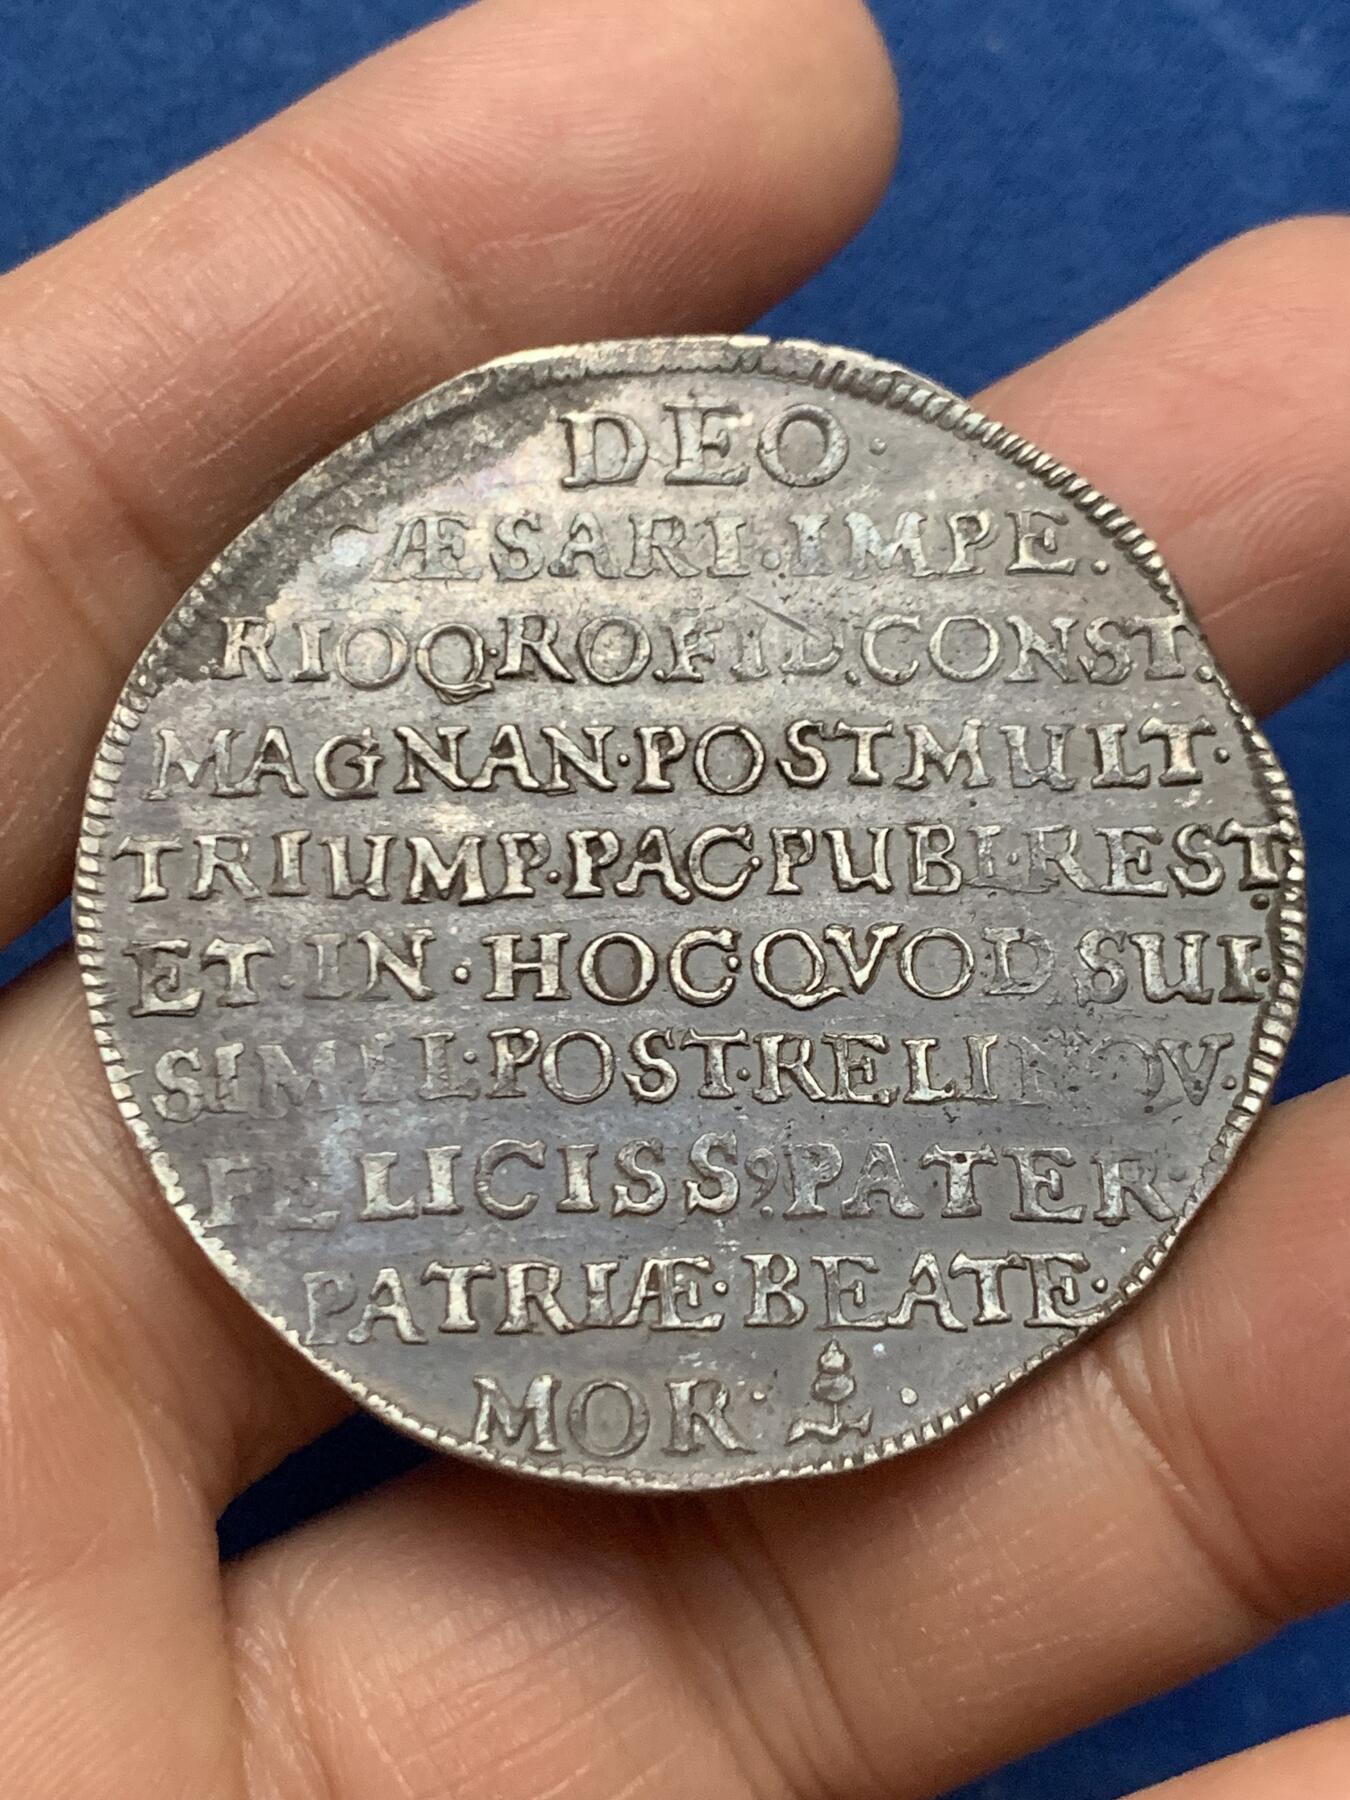 DEO·
CÆSARI·IMPE·
RIOQ·RO·FID·CONST·
MAGNAN·POST MULT·
TRIUMP·PAC·PUBL·REST·
ET·IN·HOC·QVOD SUI·
SIMIL·POST·RELINQV·
FELICISSꝰ·PATER·
PATRIÆ·BEATE·
MOR·